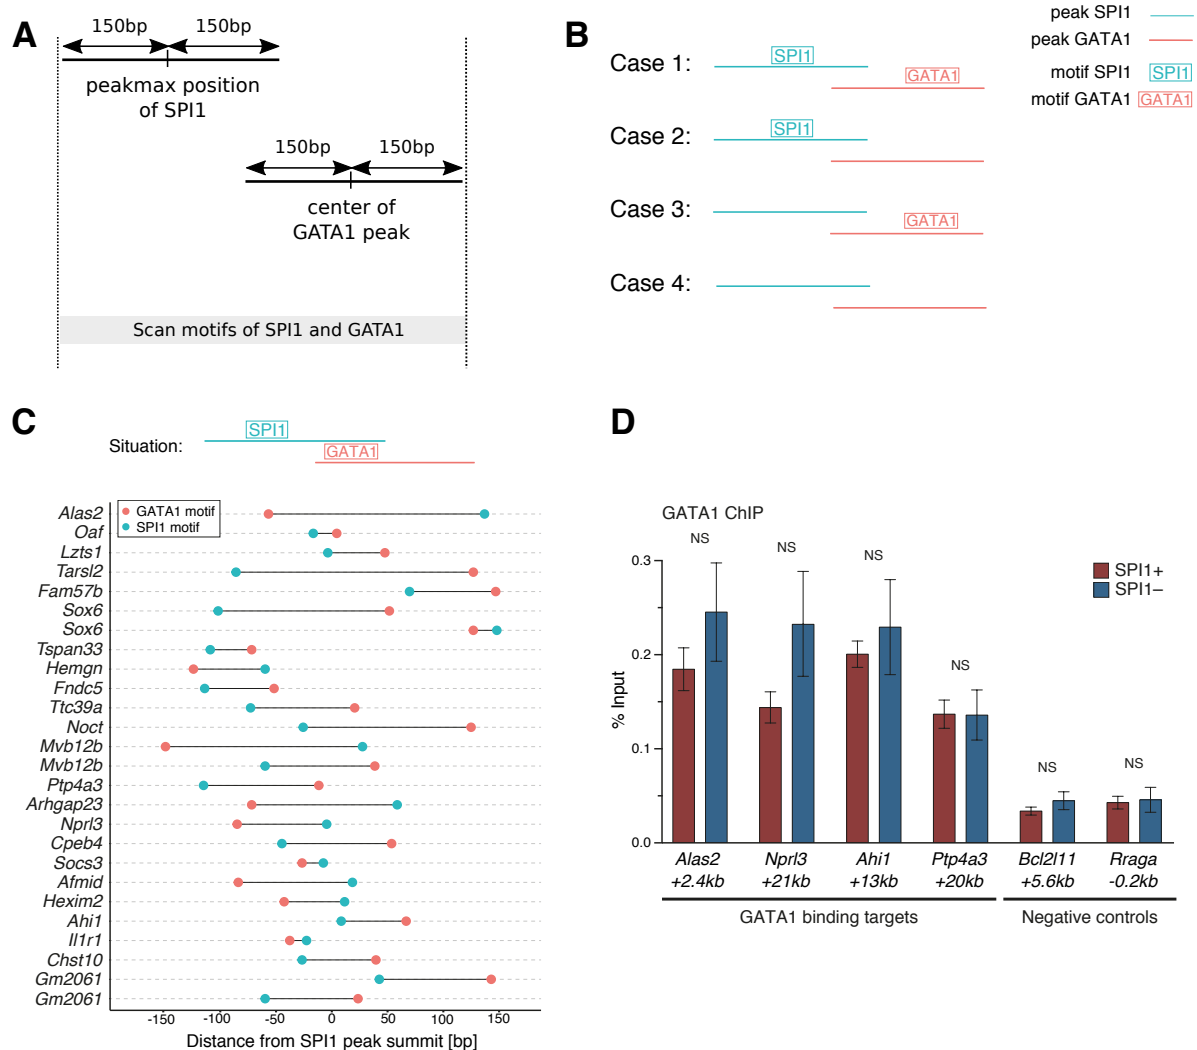 A
150bp 150bp
peakmax position
of SPI1
150bp 150bp
center of
GATA1 peak
Scan motifs of SPI1 and GATA1
B
peak SPI1
peak GATA1
motif SPI1 SPI1
motif GATA1 GATA1
Case 1: SPI1 GATA1
Case 2: SPI1
Case 3: GATA1
Case 4:
C
Situation: SPI1 GATA1
GATA1 motif
SPI1 motif
Alas2
Oaf
Lzts1
Tarsl2
Fam57b
Sox6
Sox6
Tspan33
Hemgn
Fndc5
Ttc39a
Noct
Mvb12b
Mvb12b
Ptp4a3
Arhgap23
Nprl3
Cpeb4
Socs3
Afmid
Hexim2
Ahi1
Il1r1
Chst10
Gm2061
Gm2061
-150 -100 -50 0 50 100 150
Distance from SPI1 peak summit [bp]
D
GATA1 ChIP
NS NS NS NS NS NS
SPI1+
SPI1–
% Input
0.3
0.2
0.1
0.0
Alas2 Nprl3 Ahi1 Ptp4a3 Bcl2l11 Rraga
+2.4kb +21kb +13kb +20kb +5.6kb -0.2kb
GATA1 binding targets Negative controls